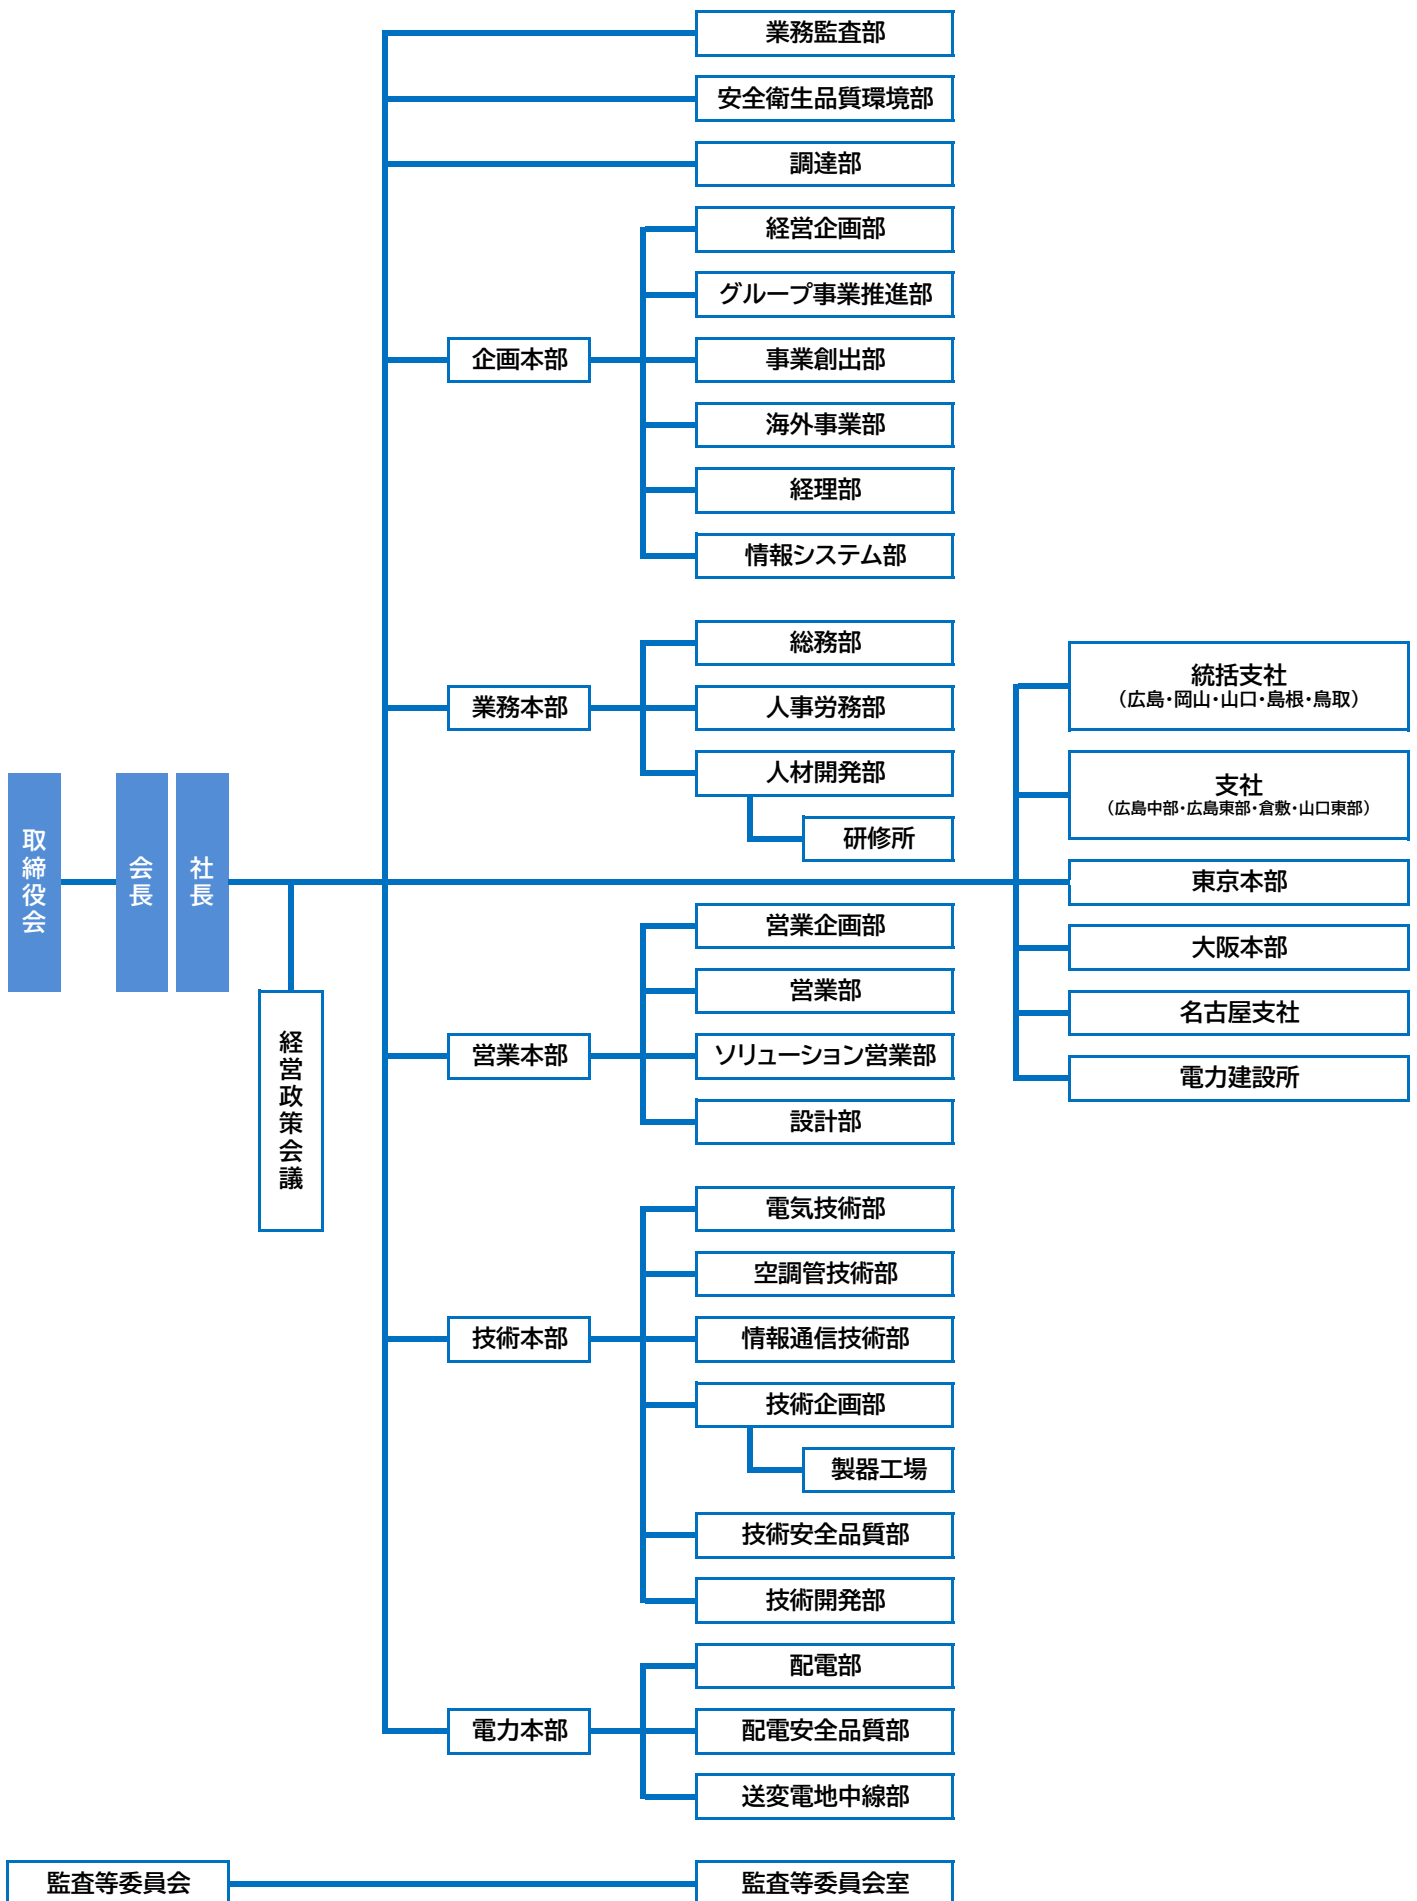 業務監査部
安全衛生品質環境部
調達部
経営企画部
グループ事業推進部
企画本部
事業創出部
海外事業部
経理部
情報システム部
総務部
業務本部
人事労務部
人材開発部
研修所
統括支社
（広島・岡山・山口・島根・鳥取）
支社
（広島中部・広島東部・倉敷・山口東部）
東京本部
大阪本部
名古屋支社
電力建設所
取締役会
会長
社長
経営政策会議
営業企画部
営業部
営業本部
ソリューション営業部
設計部
電気技術部
空調管技術部
技術本部
情報通信技術部
技術企画部
製器工場
技術安全品質部
技術開発部
配電部
電力本部
配電安全品質部
送変電地中線部
監査等委員会
監査等委員会室